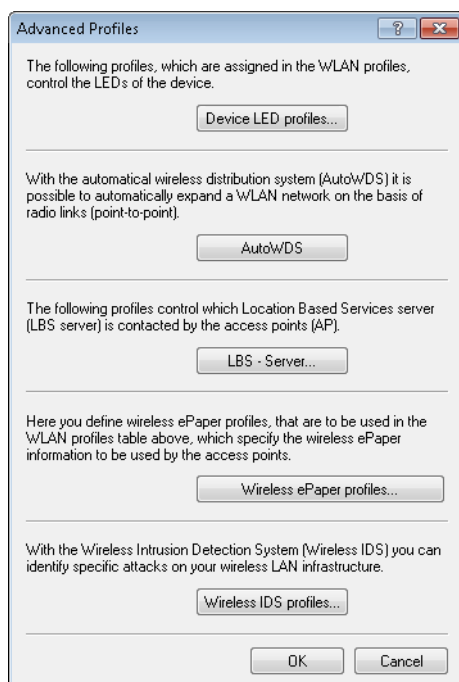 Advanced Profiles
The following profiles, which are assigned in the WLAN profiles,
control the LEDs of the device.
Device LED profiles...
With the automatical wireless distribution system (AutoWDS) it is
possible to automatically expand a WLAN network on the basis of
radio links (point-to-point).
AutoWDS
The following profiles control which Location Based Services server
(LBS server) is contacted by the access points (AP).
LBS - Server...
Here you define wireless ePaper profiles, that are to be used in the
WLAN profiles table above, which specify the wireless ePaper
information to be used by the access points.
Wireless ePaper profiles...
With the Wireless Intrusion Detection System (Wireless IDS) you can
identify specific attacks on your wireless LAN infrastructure.
Wireless IDS profiles...
OK Cancel